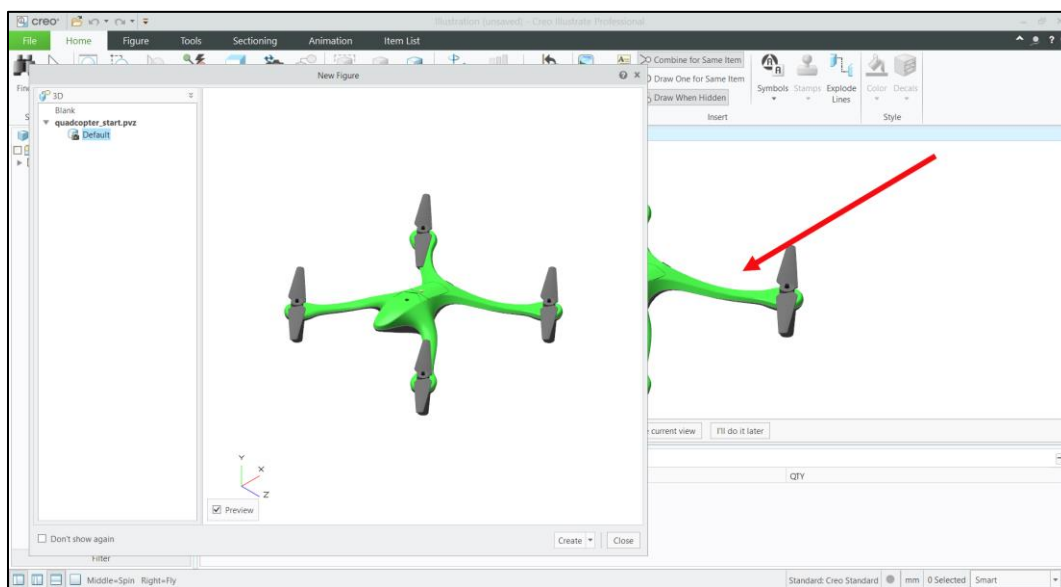 creo
Illustration (unsaved) - Creo Illustrate Professional
File Home Figure Tools Sectioning Animation Item List
Combine for Same Item
Draw One for Same Item
Draw When Hidden
Symbols Stamps Explode Lines
Color Decals
Insert
Style
New Figure
3D
Blank
quadcopter_start.pvz
Default
Y
X
Z
Preview
current view
I'll do it later
QTY
Don't show again
Create
Close
Filter
Middle=Spin Right=Fly
Standard: Creo Standard
mm
0 Selected
Smart